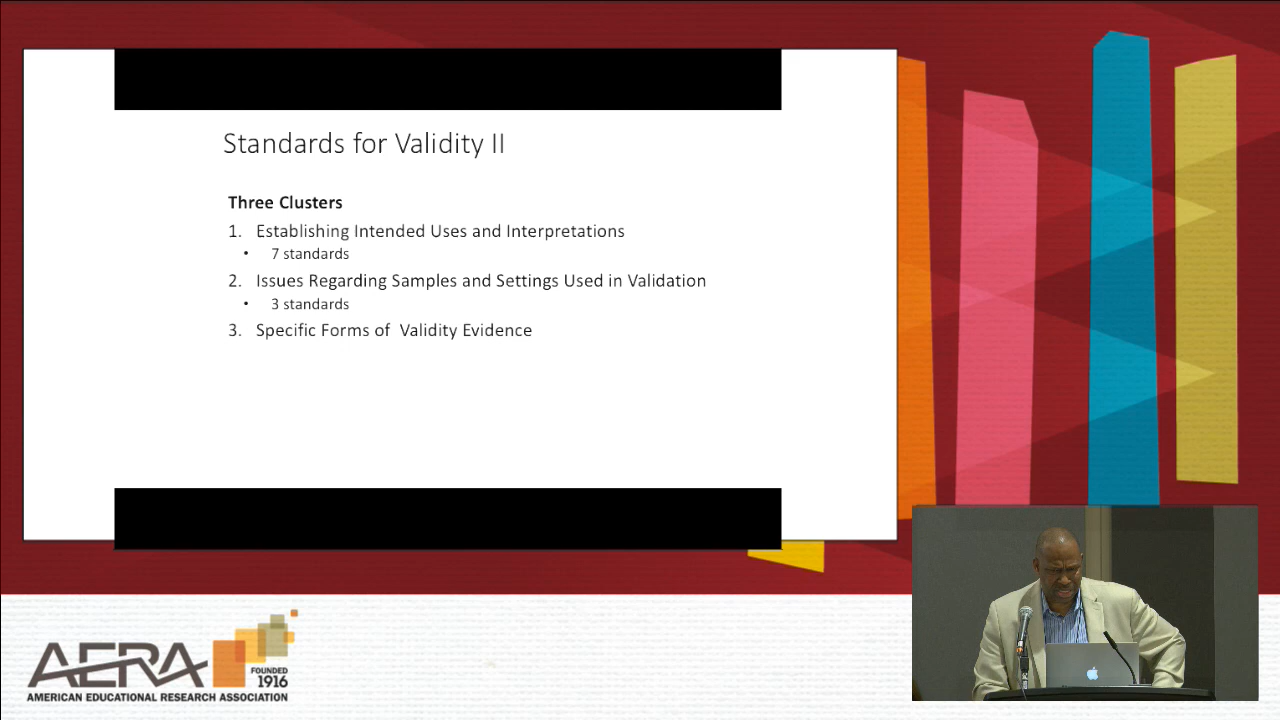 Standards for Validity II
Three Clusters
1. Establishing Intended Uses and Interpretations
• 7 standards
2. Issues Regarding Samples and Settings Used in Validation
• 3 standards
3. Specific Forms of Validity Evidence
AERA
FOUNDED
1916
AMERICAN EDUCATIONAL RESEARCH ASSOCIATION